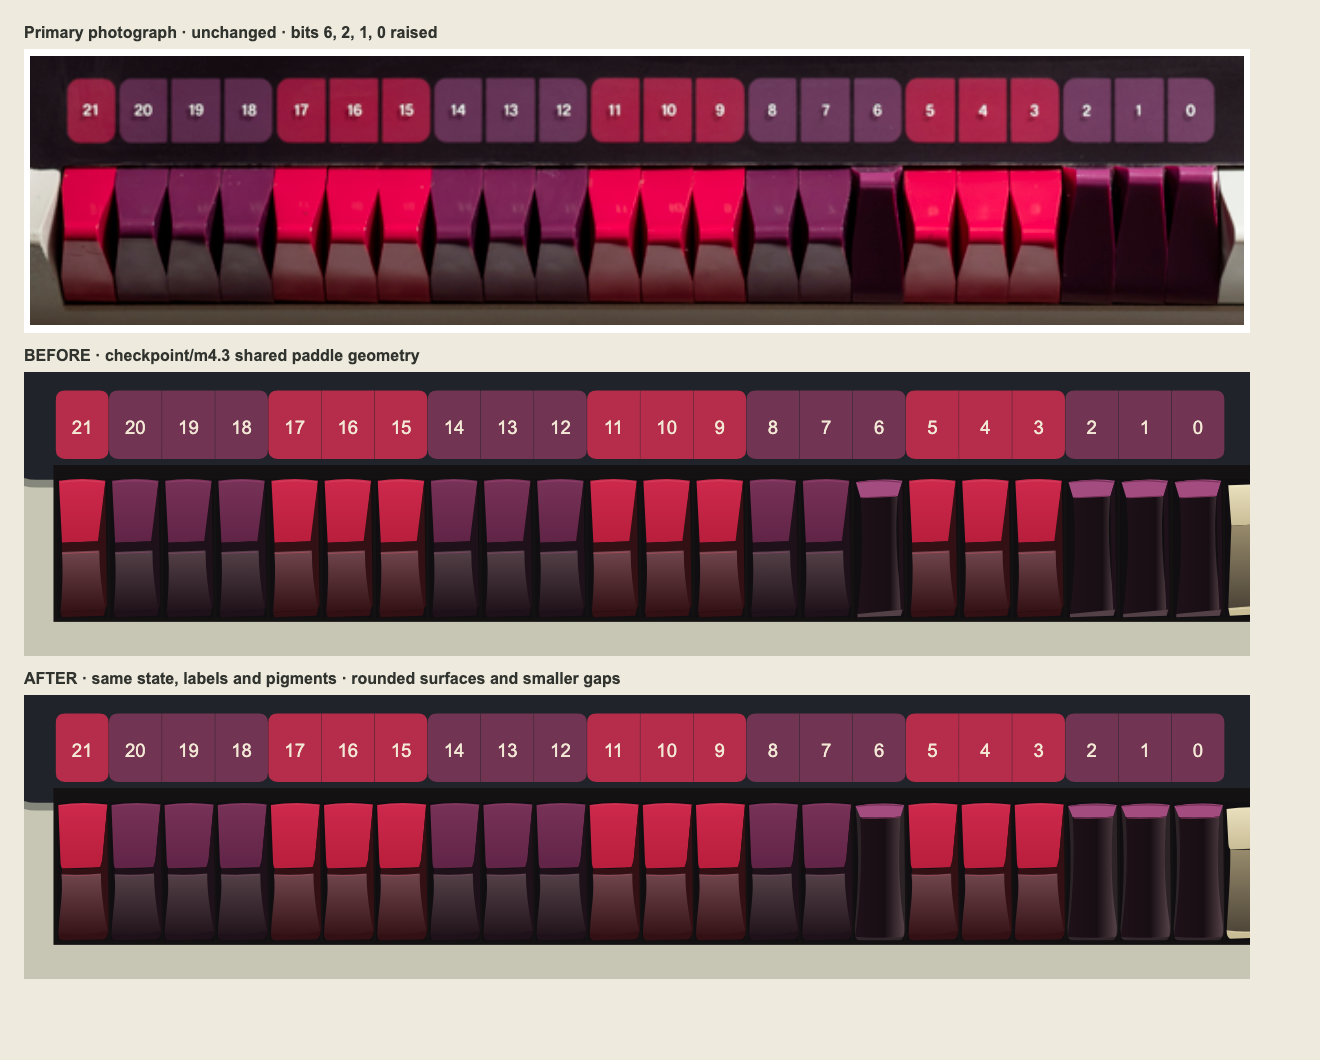 Primary photograph · unchanged · bits 6, 2, 1, 0 raised
21 20 19 18 17 16 15 14 13 12 11 10 9 8 7 6 5 4 3 2 1 0
BEFORE · checkpoint/m4.3 shared paddle geometry
21 20 19 18 17 16 15 14 13 12 11 10 9 8 7 6 5 4 3 2 1 0
AFTER · same state, labels and pigments · rounded surfaces and smaller gaps
21 20 19 18 17 16 15 14 13 12 11 10 9 8 7 6 5 4 3 2 1 0